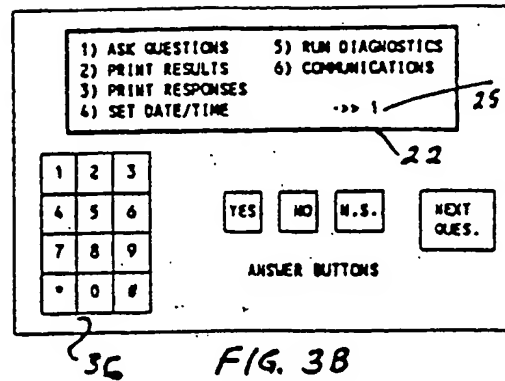 1) ASK QUESTIONS 5) RUN DIAGNOSTICS
2) PRINT RESULTS 6) COMMUNICATIONS
3) PRINT RESPONSES
4) SET DATE/TIME ->> 1
25
22
1 2 3
4 5 6
7 8 9
* 0 #
YES NO N.S. NEXT QUES.
ANSWER BUTTONS
36
FIG. 3B